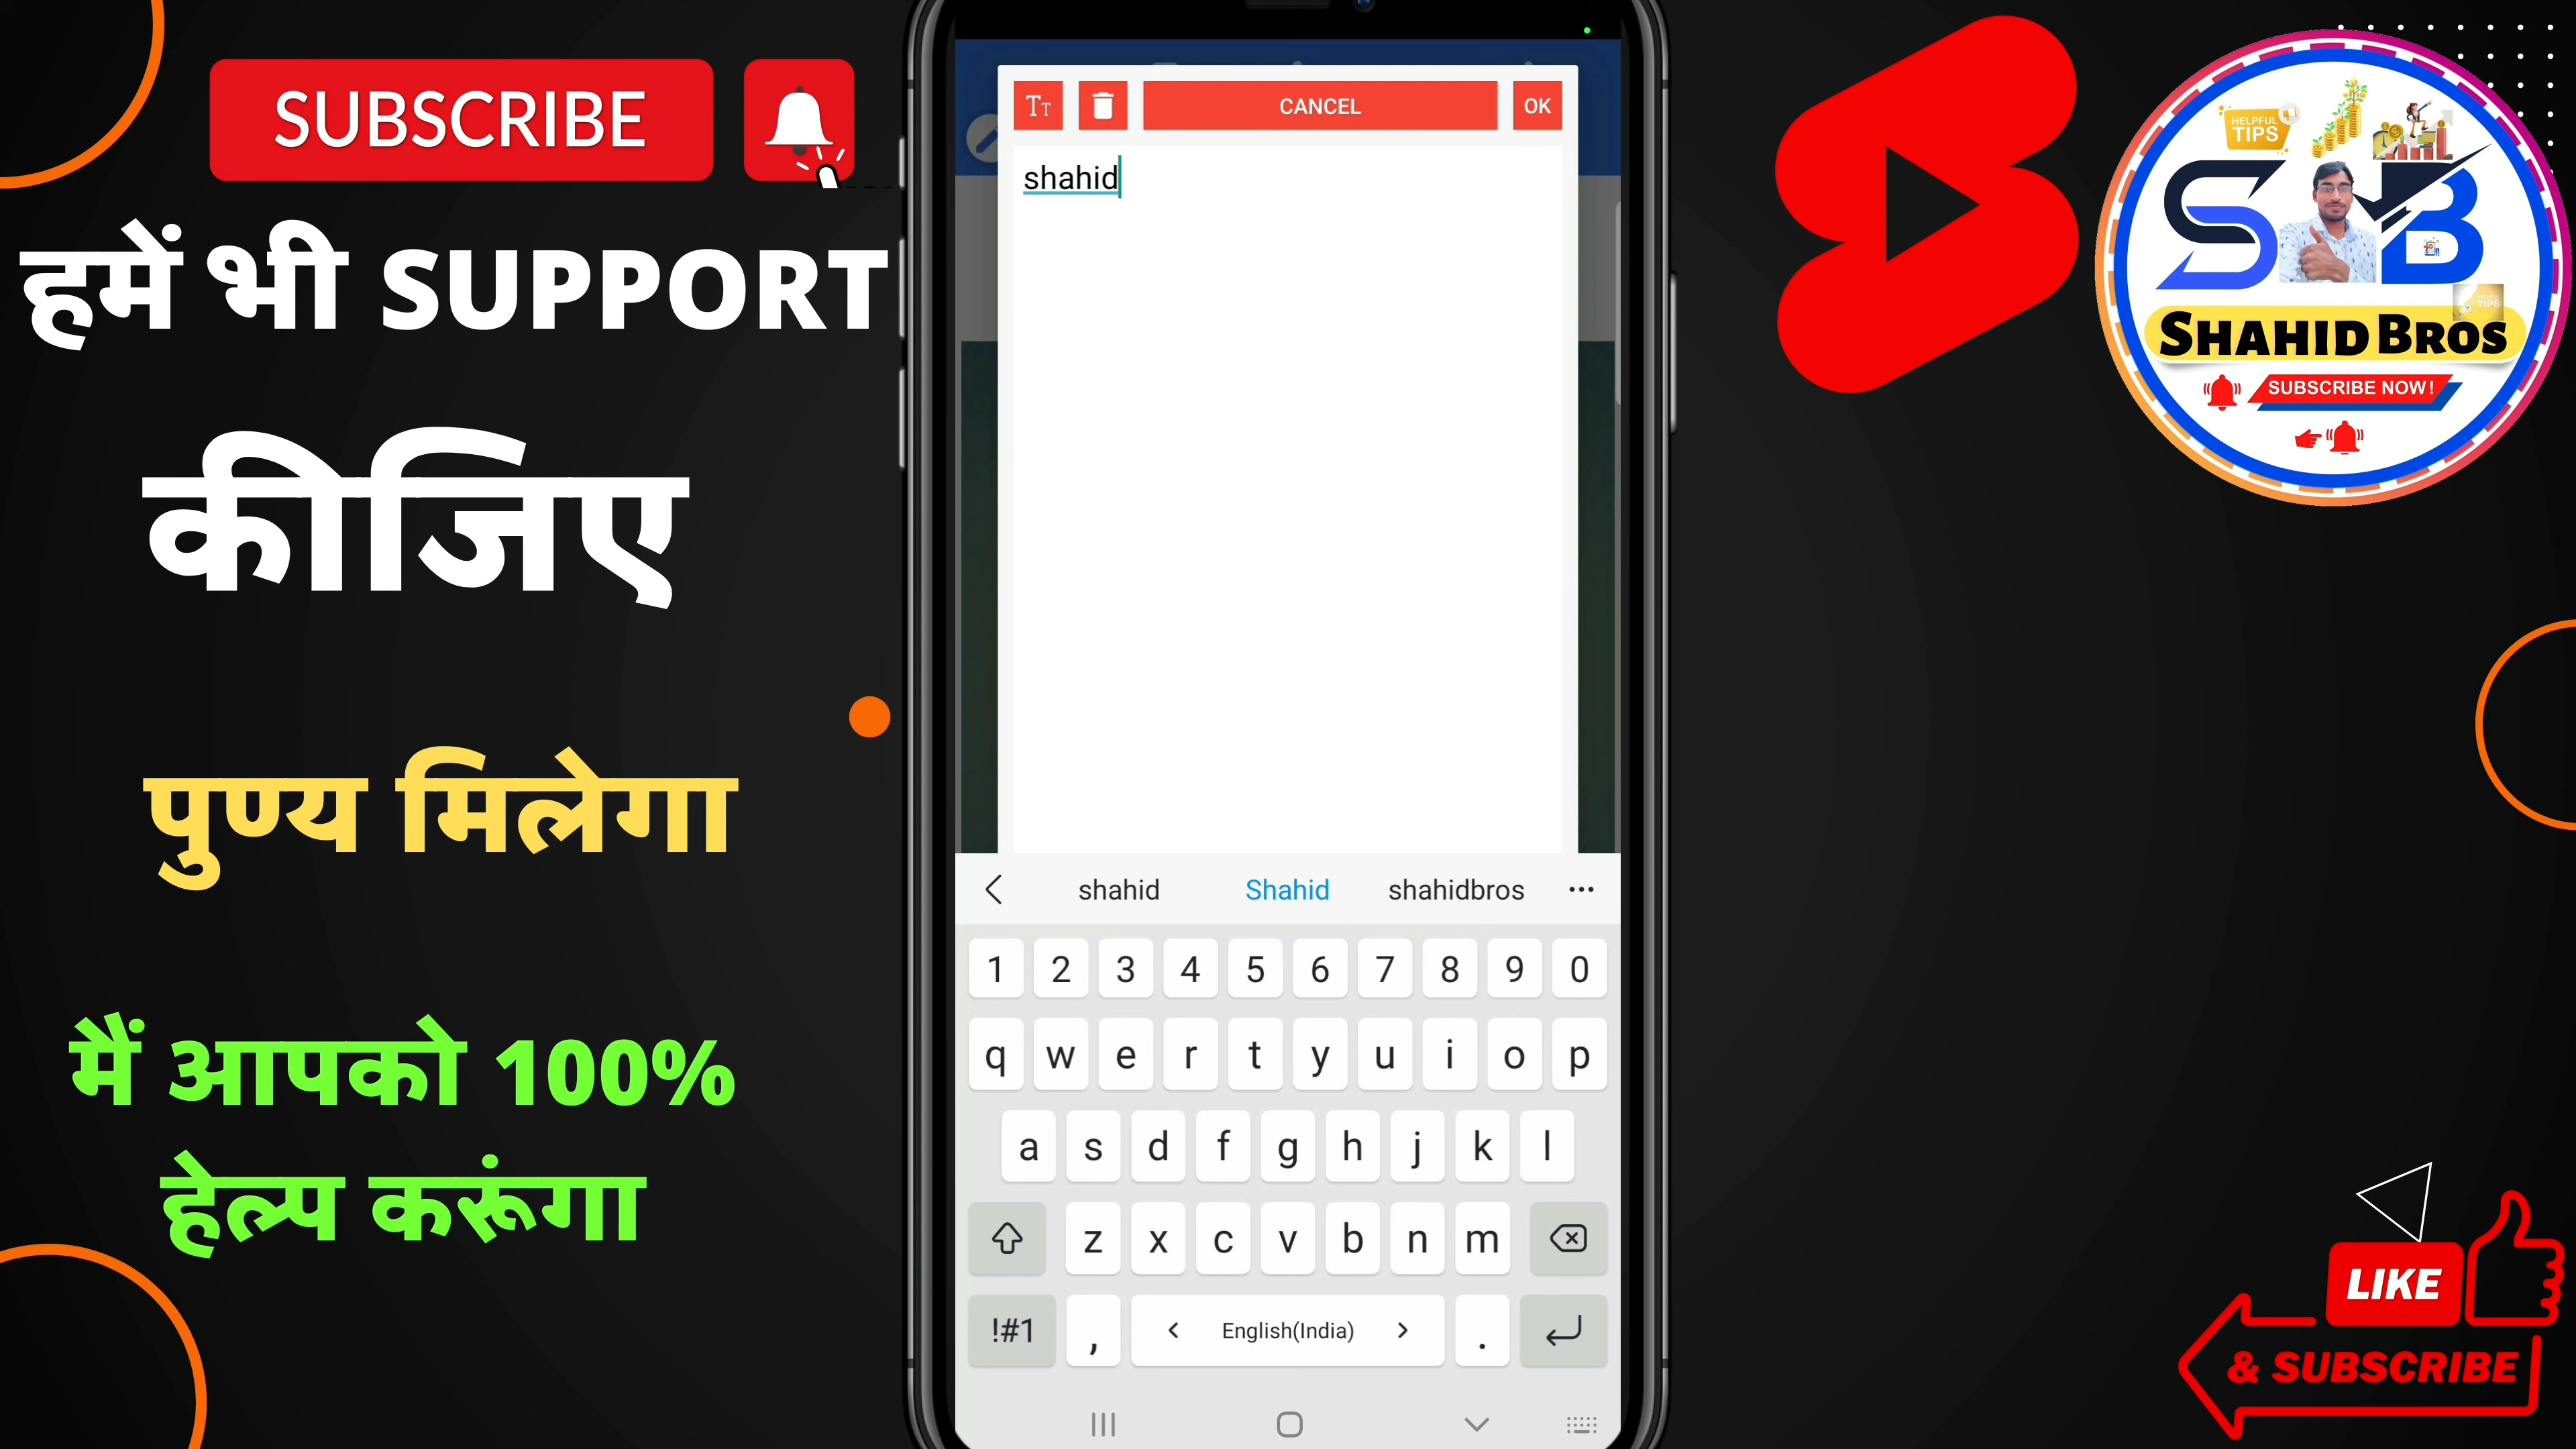 SUBSCRIBE
हमें भी SUPPORT
कीजिए
पुण्य मिलेगा
मैं आपको 100%
हेल्प करूंगा
TT
CANCEL
OK
shahid
shahid Shahid shahidbros
1 2 3 4 5 6 7 8 9 0
q w e r t y u i o p
a s d f g h j k l
z x c v b n m
!#1 , English(India) .
HELPFUL
TIPS
S B
SHAHID BROS
SUBSCRIBE NOW!
LIKE
& SUBSCRIBE